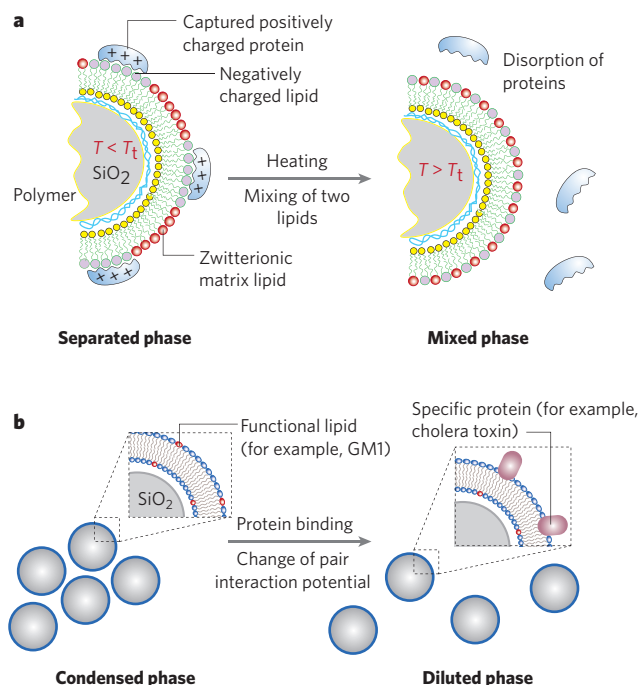 a
Captured positively
charged protein
Negatively
charged lipid
+++
T < Tt
SiO2
Polymer
++
+++
Zwitterionic
matrix lipid
Separated phase
Heating
Mixing of two
lipids
Disorption of
proteins
T > Tt
Mixed phase
b
Functional lipid
(for example, GM1)
SiO2
Condensed phase
Protein binding
Change of pair
interaction potential
Specific protein (for example,
cholera toxin)
Diluted phase